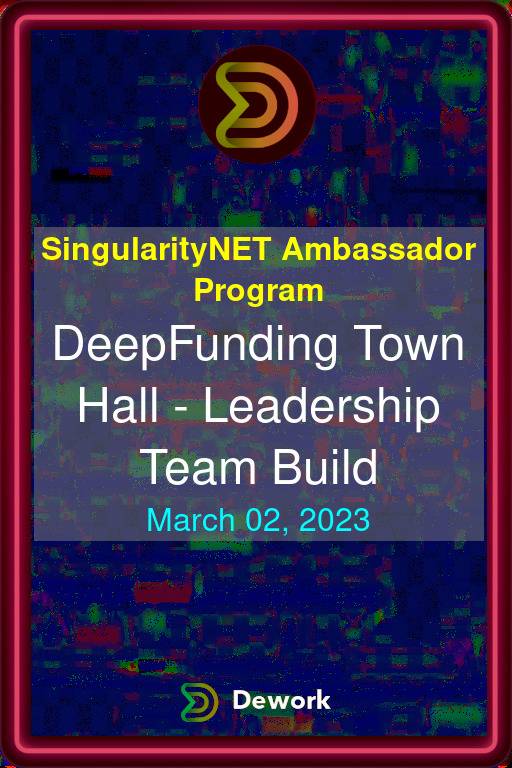 SingularityNET Ambassador
Program
DeepFunding Town
Hall - Leadership
Team Build
March 02, 2023
Dework